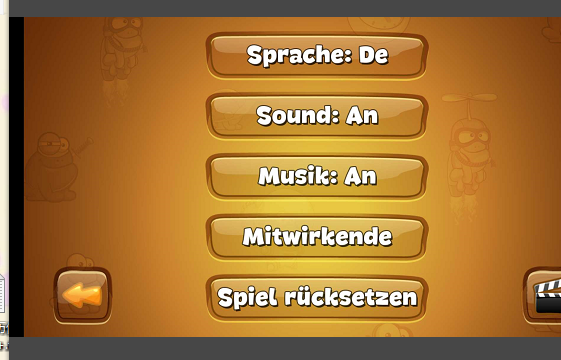 Sprache: De
Sound: An
Musik: An
Mitwirkende
Spiel rücksetzen